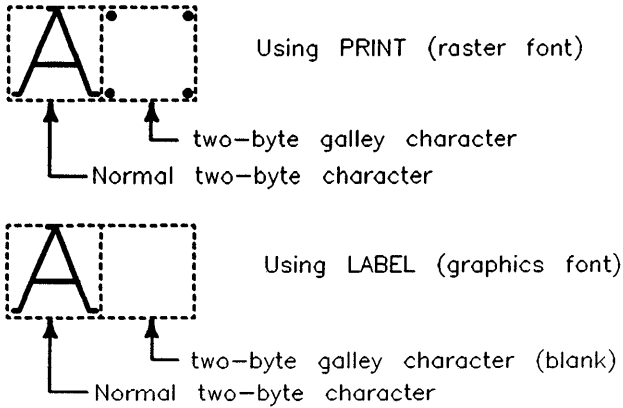 A
Using PRINT (raster font)
two-byte galley character
Normal two-byte character
A
Using LABEL (graphics font)
two-byte galley character (blank)
Normal two-byte character